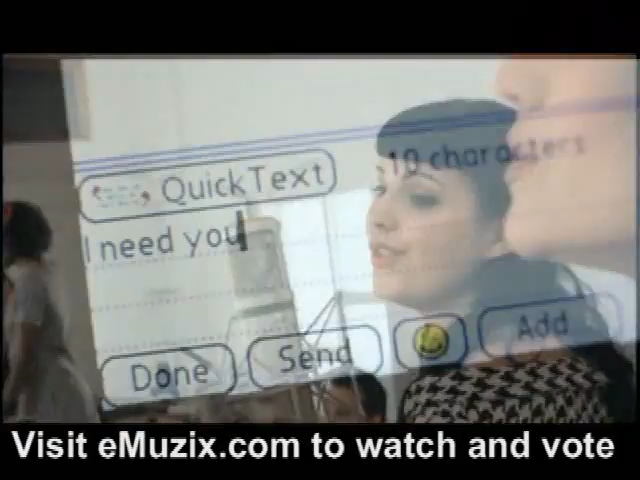 10 characters
QuickText
I need you
Done Send Add
Visit eMuzix.com to watch and vote